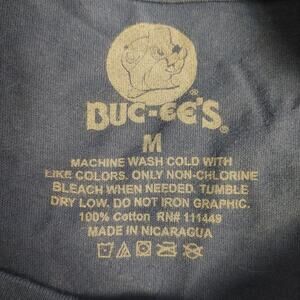 BUC-EE'S®
M
MACHINE WASH COLD WITH
LIKE COLORS. ONLY NON-CHLORINE
BLEACH WHEN NEEDED. TUMBLE
DRY LOW. DO NOT IRON GRAPHIC.
100% Cotton RN# 111449
MADE IN NICARAGUA